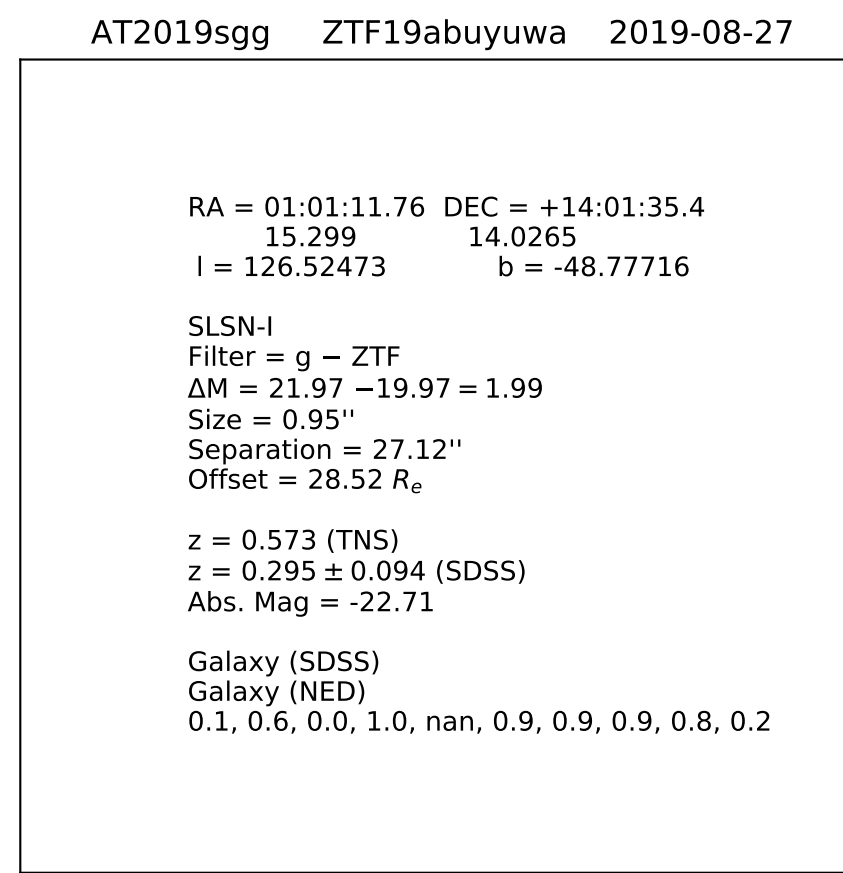 AT2019sgg ZTF19abuyuwa 2019-08-27
RA = 01:01:11.76 DEC = +14:01:35.4
15.299 14.0265
l = 126.52473 b = -48.77716
SLSN-I
Filter = g − ZTF
ΔM = 21.97 −19.97 = 1.99
Size = 0.95''
Separation = 27.12''
Offset = 28.52 Re
z = 0.573 (TNS)
z = 0.295 ± 0.094 (SDSS)
Abs. Mag = -22.71
Galaxy (SDSS)
Galaxy (NED)
0.1, 0.6, 0.0, 1.0, nan, 0.9, 0.9, 0.9, 0.8, 0.2